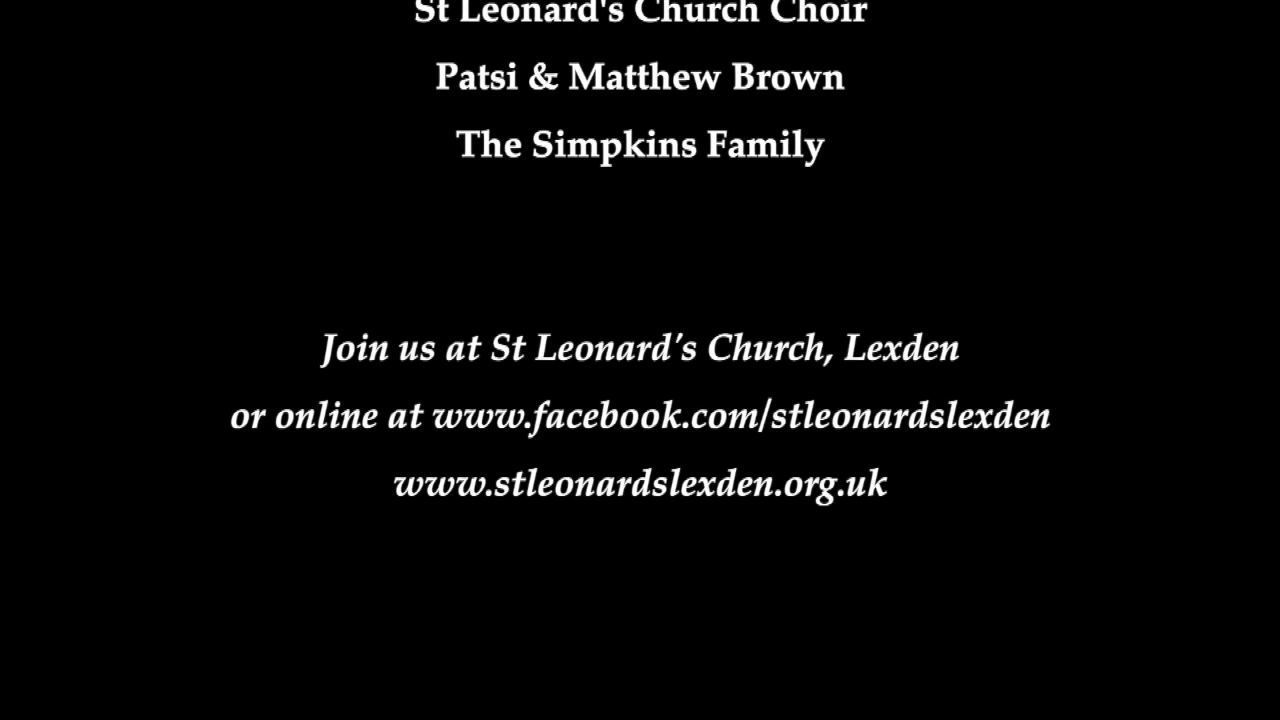 St Leonard's Church Choir
Patsi & Matthew Brown
The Simpkins Family
Join us at St Leonard's Church, Lexden
or online at www.facebook.com/stleonardslexden
www.stleonardslexden.org.uk